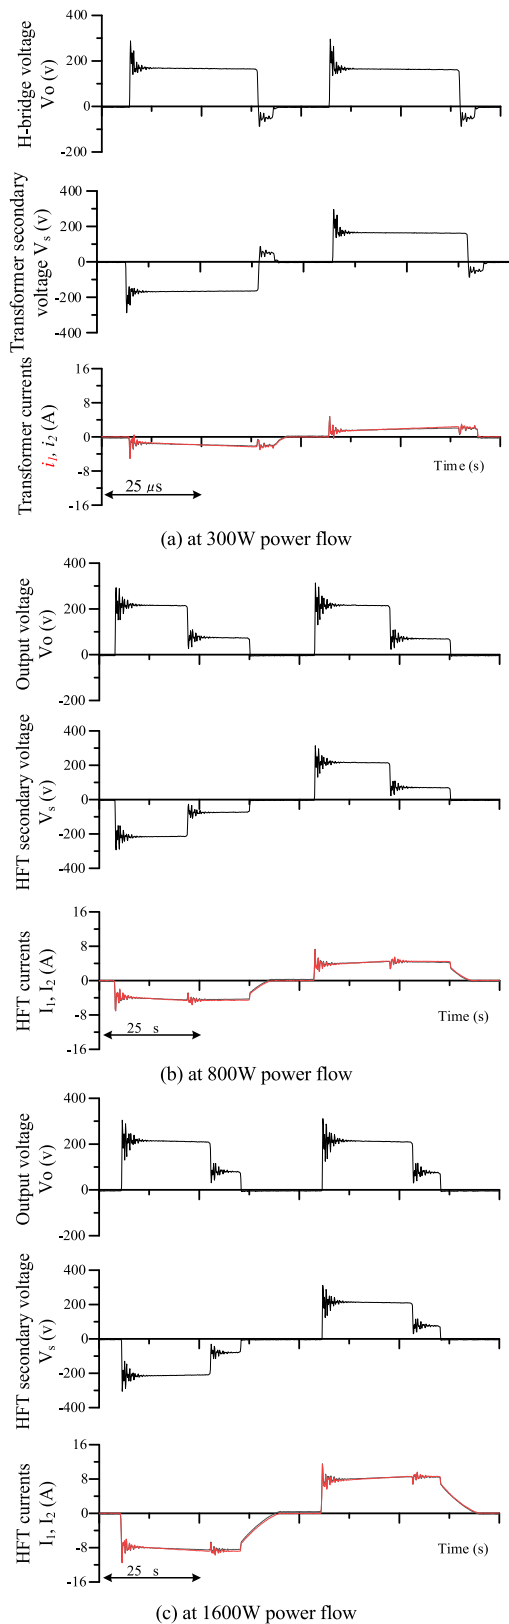 H-bridge voltage
Vo (v)
400
200
0
-200
Transformer secondary
voltage Vs (v)
400
200
0
-200
-400
Transformer currents
i1, i2 (A)
16
8
0
-8
-16
Time (s)
25 μs
(a) at 300W power flow
Output voltage
Vo (v)
400
200
0
-200
HFT secondary voltage
Vs (v)
400
200
0
-200
-400
HFT currents
I1, I2 (A)
16
8
0
-8
-16
Time (s)
25 s
(b) at 800W power flow
Output voltage
Vo (v)
400
200
0
-200
HFT secondary voltage
Vs (v)
400
200
0
-200
-400
HFT currents
I1, I2 (A)
16
8
0
-8
-16
Time (s)
25 s
(c) at 1600W power flow